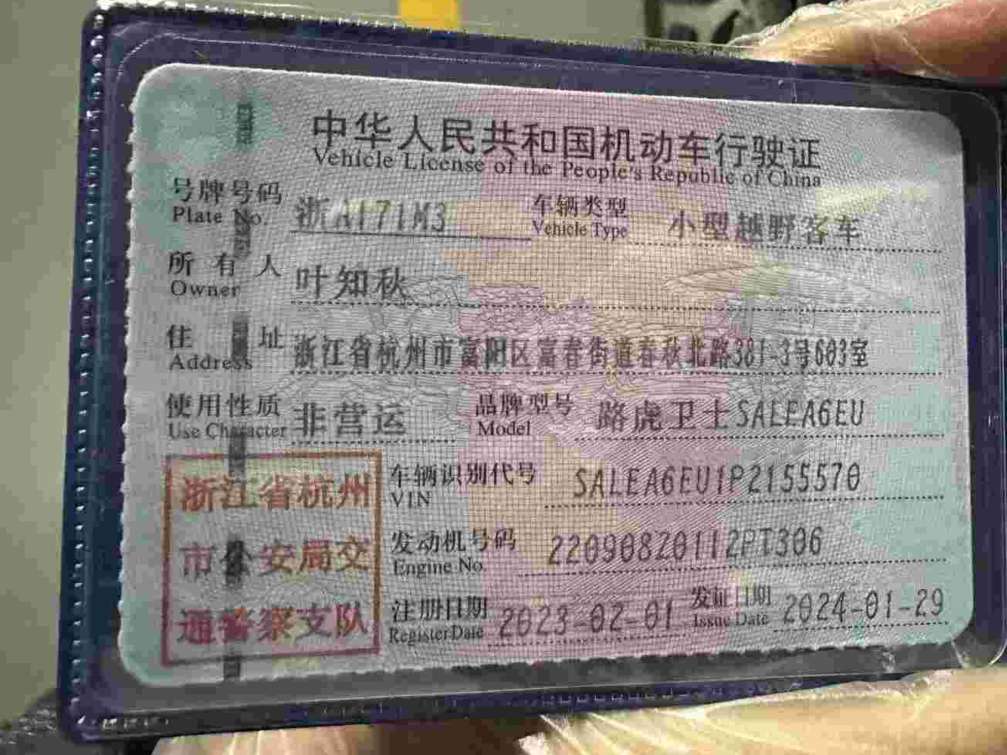 中华人民共和国机动车行驶证
Vehicle License of the People's Republic of China
号牌号码 浙A171M3 车辆类型 小型越野客车
Plate No. Vehicle Type
所有人 叶知秋
Owner
住址 浙江省杭州市富阳区富春街道春秋北路381-3号603室
Address
使用性质 非营运 品牌型号 路虎卫士SALEA6EU
Use Character Model
浙江省杭州
市公安局交
通警察支队
车辆识别代号 SALEA6EU1P2155570
VIN
发动机号码 22090820112PT306
Engine No.
注册日期 2023-02-01 发证日期 2024-01-29
Register Date Issue Date